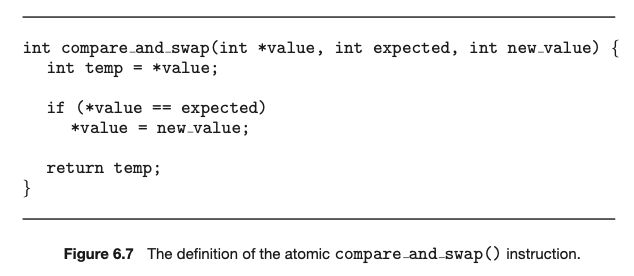 int compare_and_swap(int *value, int expected, int new_value) {
int temp = *value;
if (*value == expected)
*value = new_value;
return temp;
}
Figure 6.7 The definition of the atomic compare_and_swap() instruction.